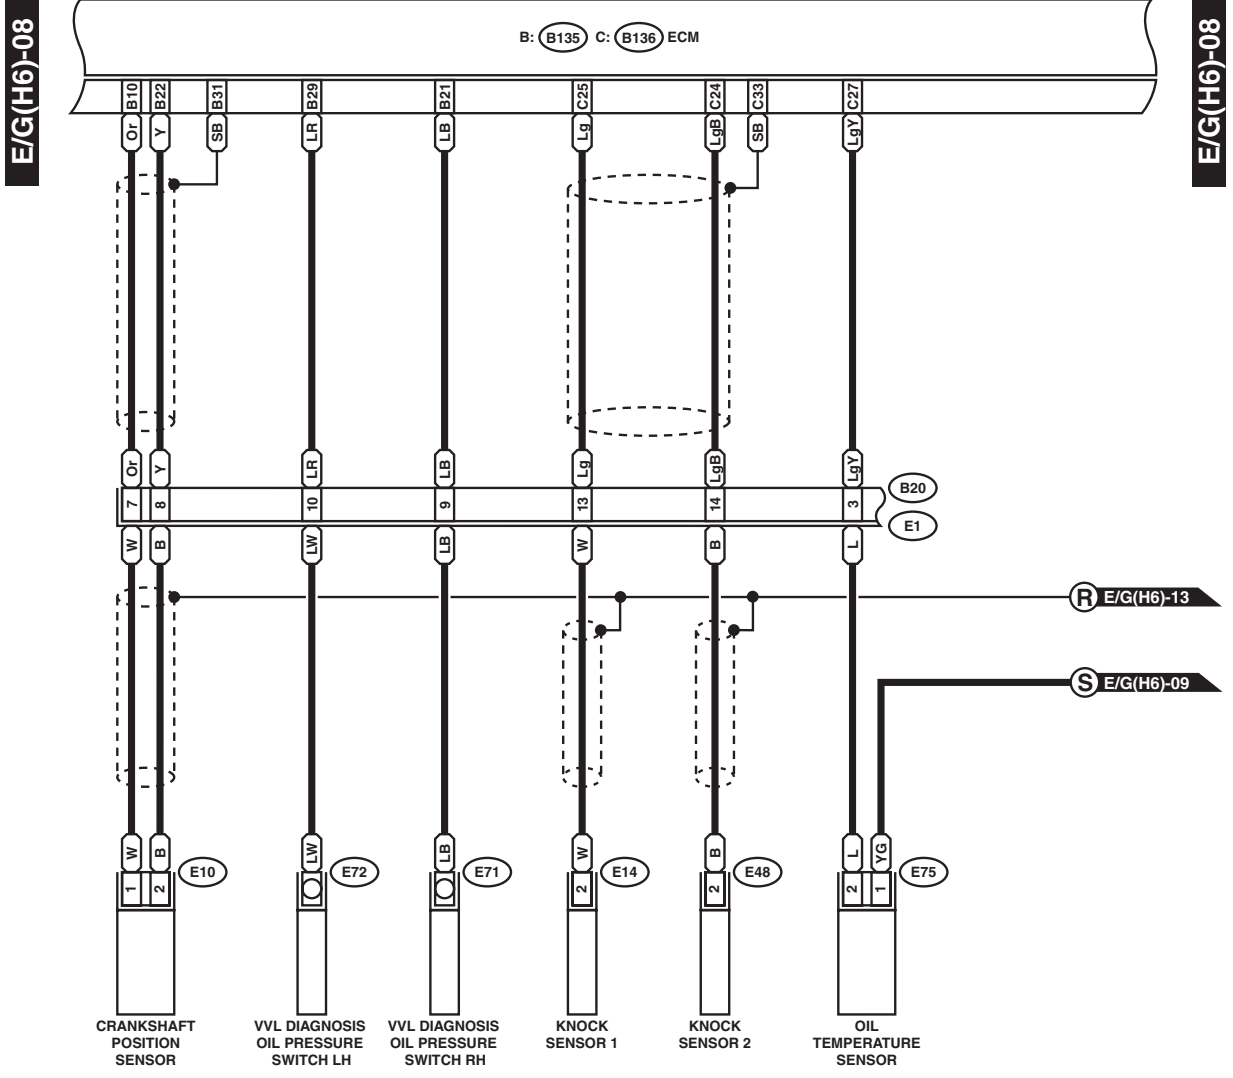 E/G(H6)-08
E/G(H6)-08
B: B135 C: B136 ECM
B10 B22 B31 B29 B21 C25 C24 C33 C27
Or Y SB LR LB Lg LgB SB LgY
Or Y LR LB Lg LgB LgY
7 8 10 9 13 14 3
B20
E1
W B LW LB W B L
R E/G(H6)-13
S E/G(H6)-09
W B LW LB W B L YG
E10 E72 E71 E14 E48 E75
1 2 2 2 2 1
CRANKSHAFT
POSITION
SENSOR
VVL DIAGNOSIS
OIL PRESSURE
SWITCH LH
VVL DIAGNOSIS
OIL PRESSURE
SWITCH RH
KNOCK
SENSOR 1
KNOCK
SENSOR 2
OIL
TEMPERATURE
SENSOR